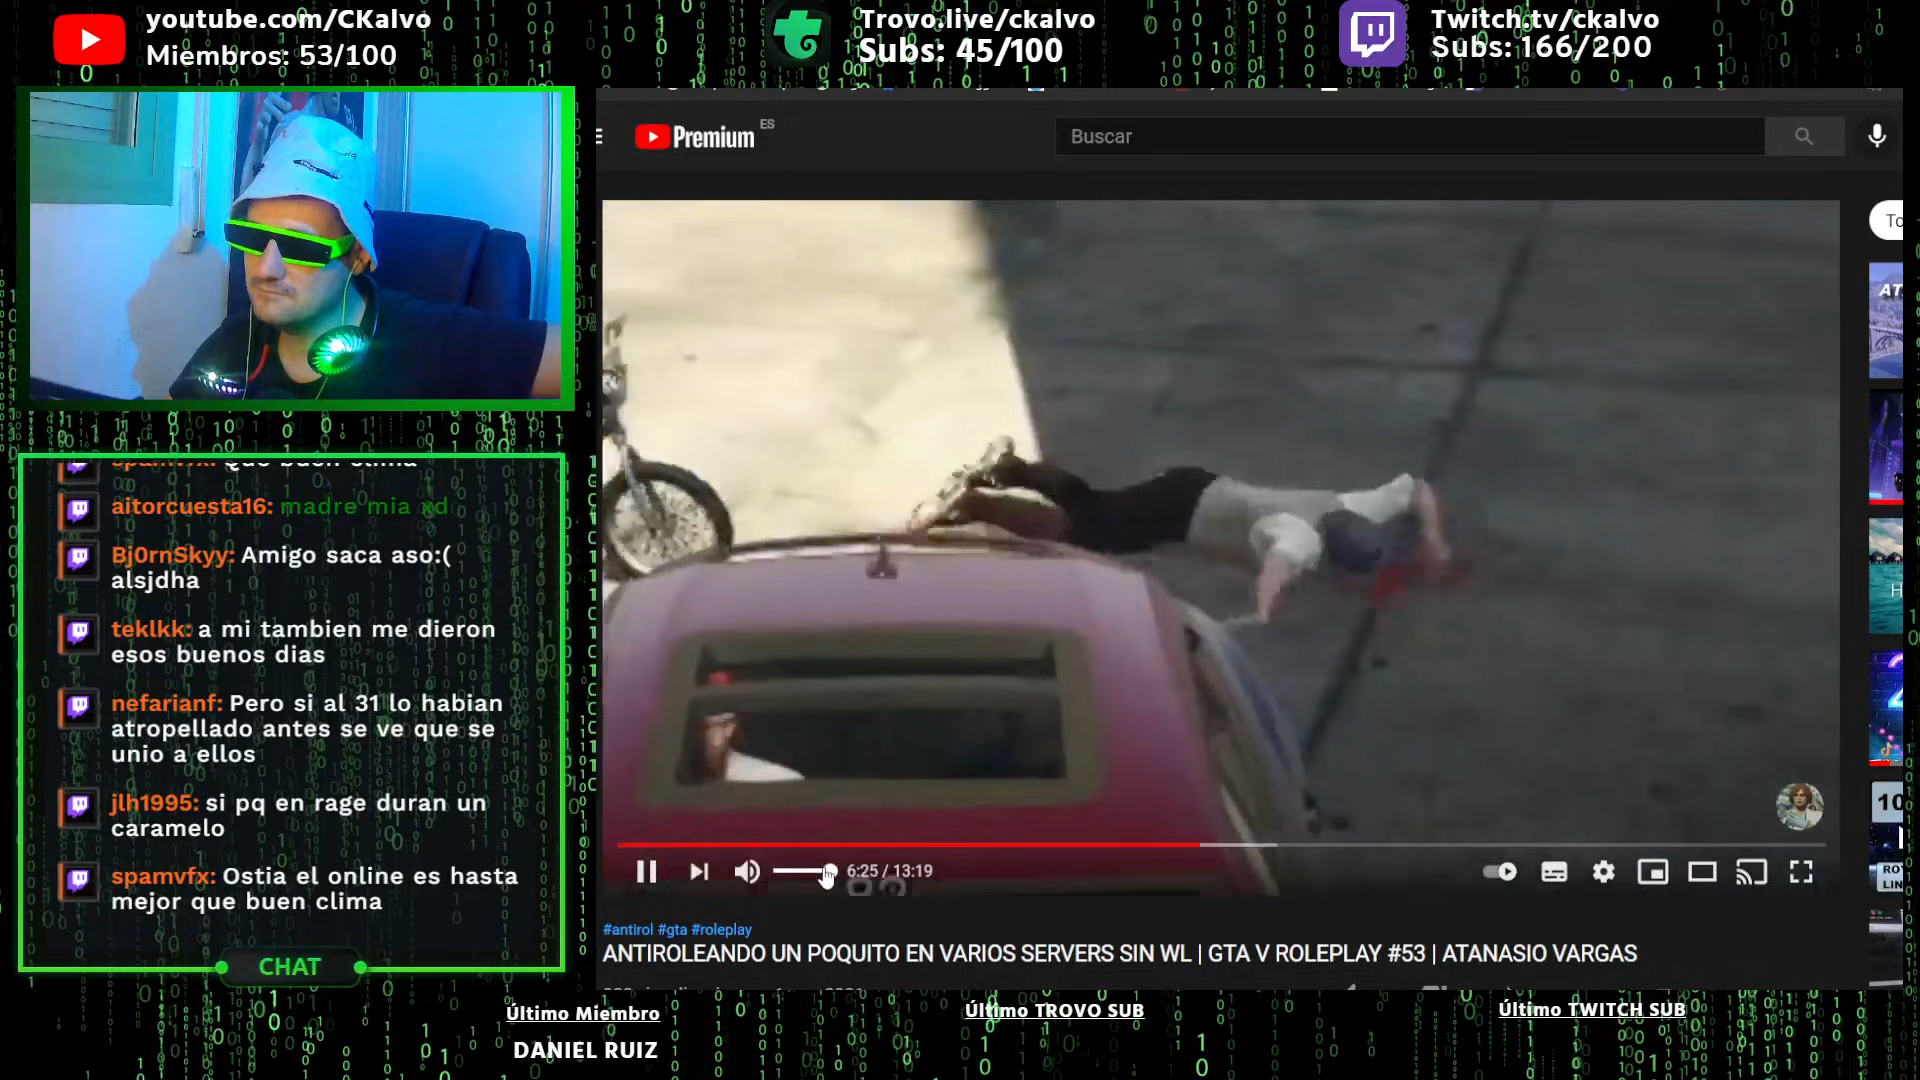 youtube.com/CKalvo
Miembros: 53/100
Trovo.live/ckalvo
Subs: 45/100
Twitch.tv/ckalvo
Subs: 166/200
Premium ES
Buscar
aitorcuesta16: madre mia xd
Bj0rnSkyy: Amigo saca aso:(
alsjdha
teklkk: a mi tambien me dieron
esos buenos dias
nefarianf: Pero si al 31 lo habian
atropellado antes se ve que se
unio a ellos
jlh1995: si pq en rage duran un
caramelo
spamvfx: Ostia el online es hasta
mejor que buen clima
CHAT
6:25 / 13:19
#antirol #gta #roleplay
ANTIROLEANDO UN POQUITO EN VARIOS SERVERS SIN WL | GTA V ROLEPLAY #53 | ATANASIO VARGAS
Último Miembro
DANIEL RUIZ
Último TROVO SUB
Último TWITCH SUB